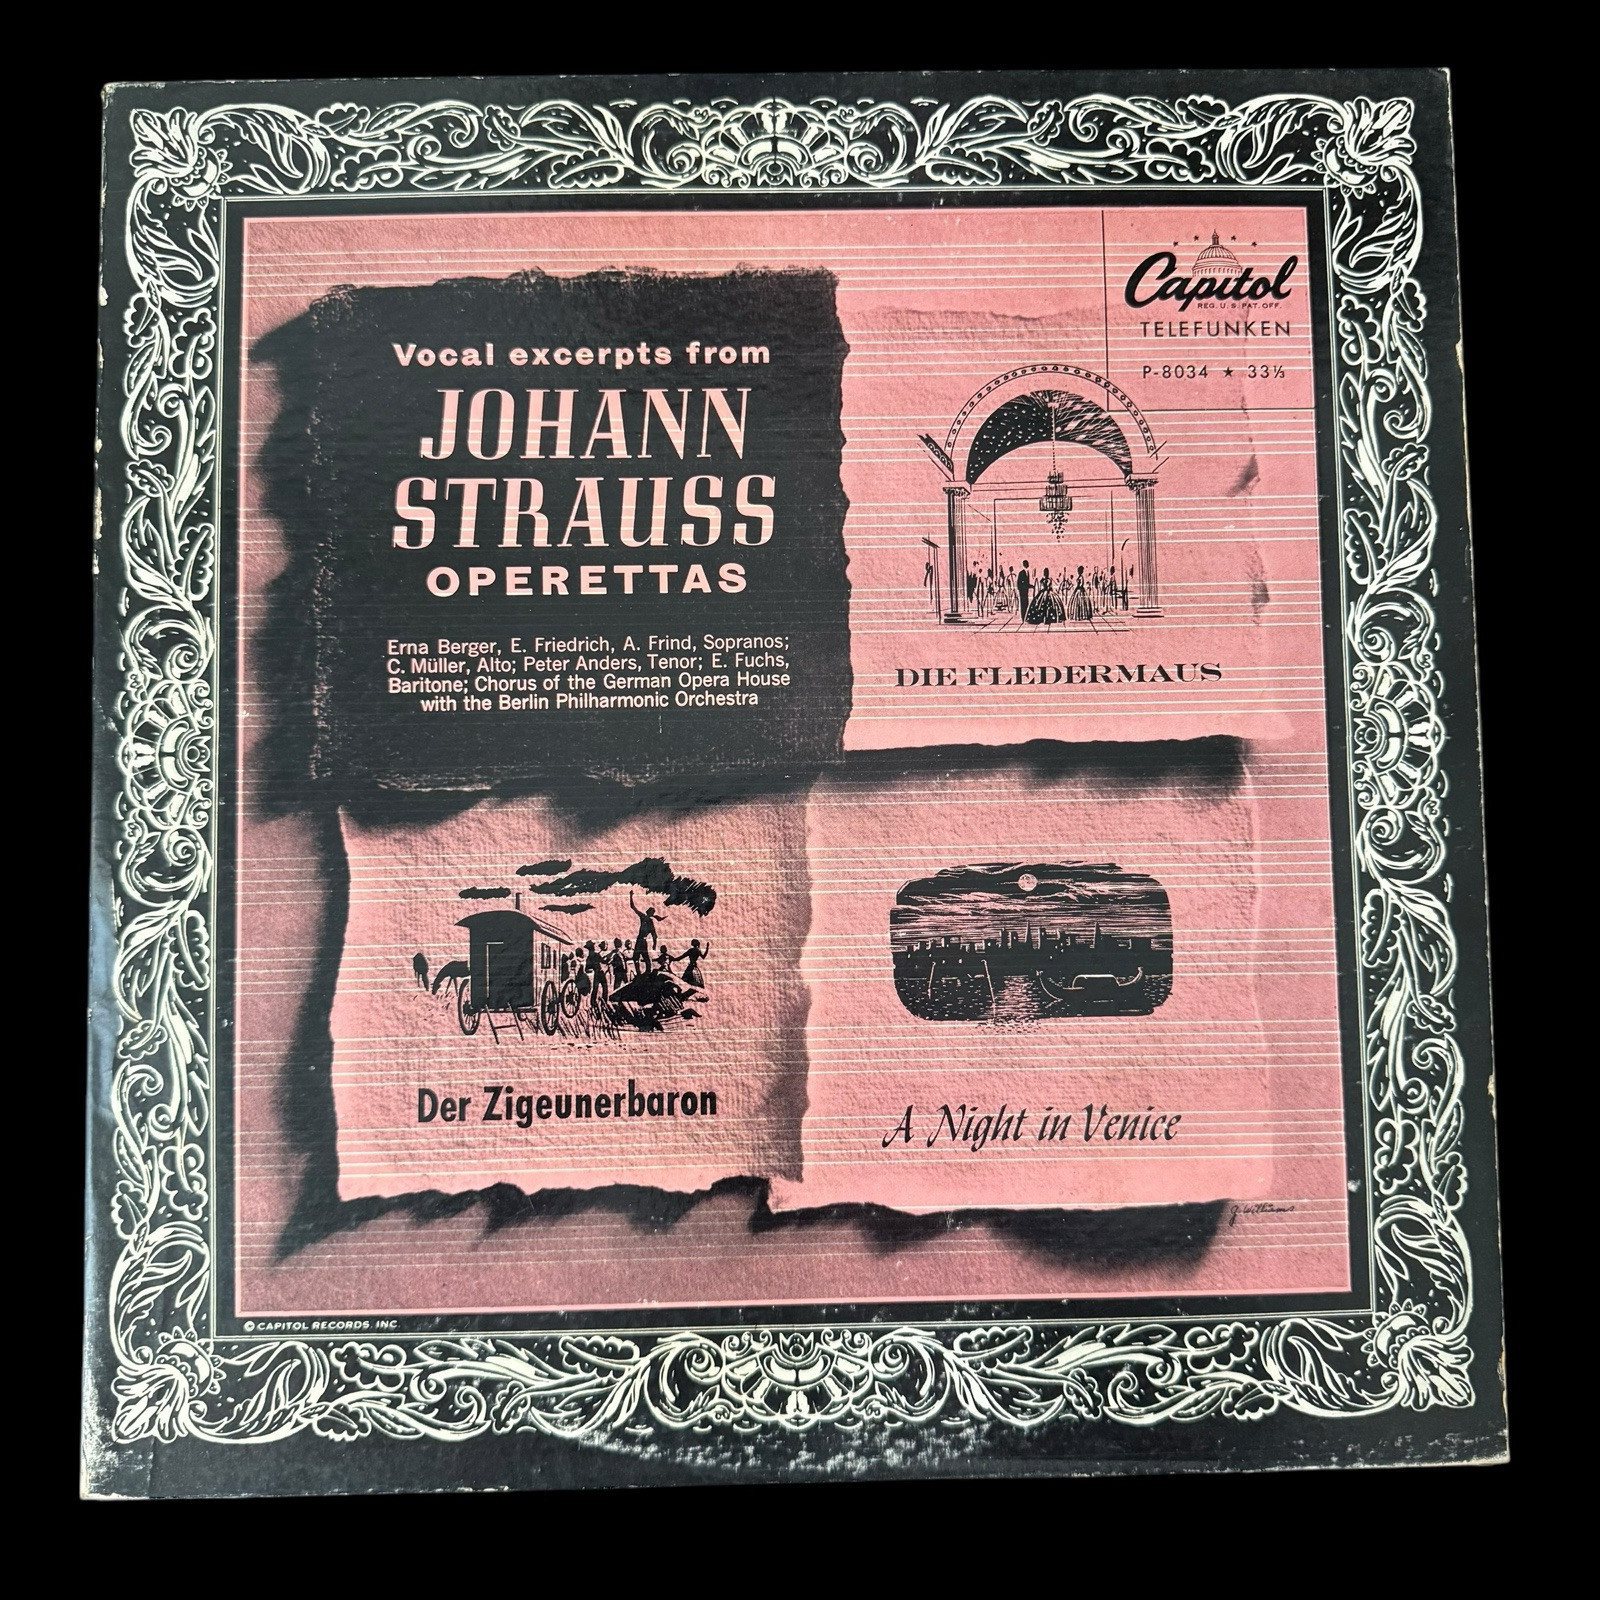 Capitol
REG. U.S. PAT. OFF.
TELEFUNKEN
P-8034 ★ 33⅓
Vocal excerpts from
JOHANN
STRAUSS
OPERETTAS
Erna Berger, E. Friedrich, A. Frind, Sopranos;
C. Müller, Alto; Peter Anders, Tenor; E. Fuchs,
Baritone; Chorus of the German Opera House
with the Berlin Philharmonic Orchestra
DIE FLEDERMAUS
Der Zigeunerbaron
A Night in Venice
g. Williams
© CAPITOL RECORDS, INC.